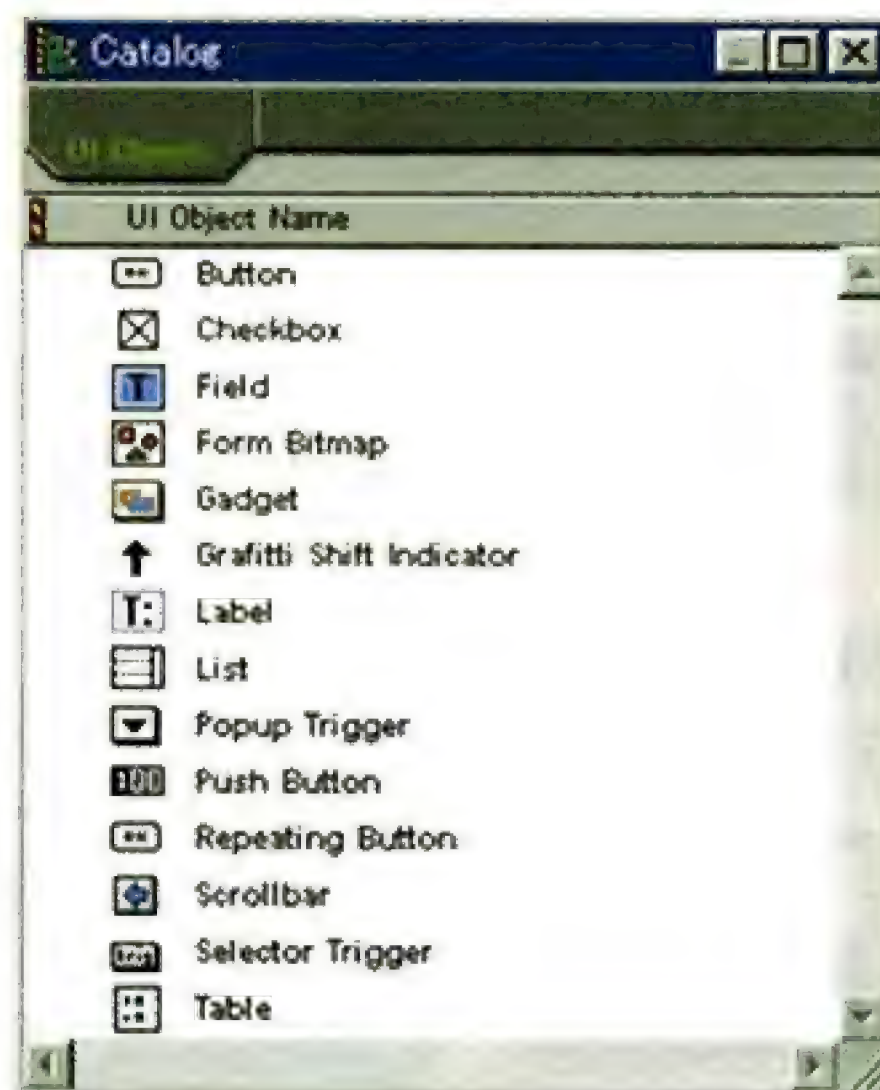 Catalog
UI Object Name
Button
Checkbox
Field
Form Bitmap
Gadget
Grafitti Shift Indicator
Label
List
Popup Trigger
Push Button
Repeating Button
Scrollbar
Selector Trigger
Table